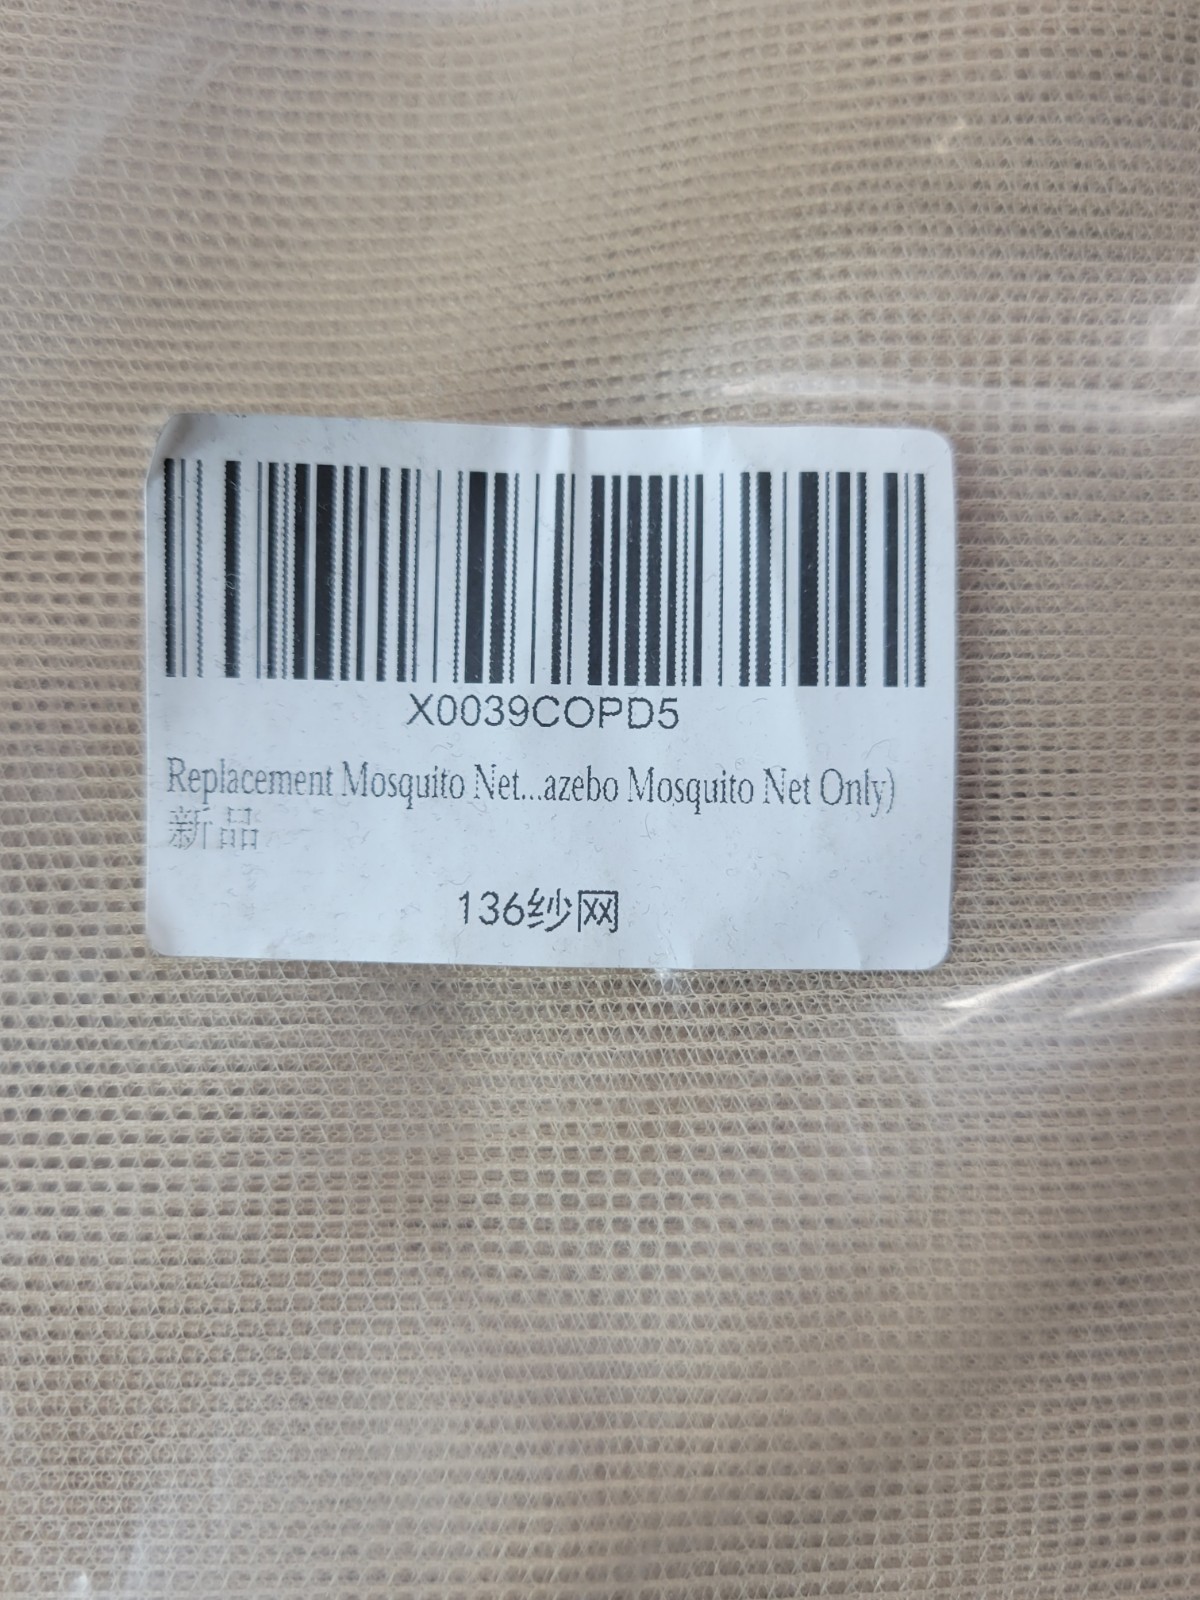 X0039COPD5
Replacement Mosquito Net...azebo Mosquito Net Only)
新品
136纱网